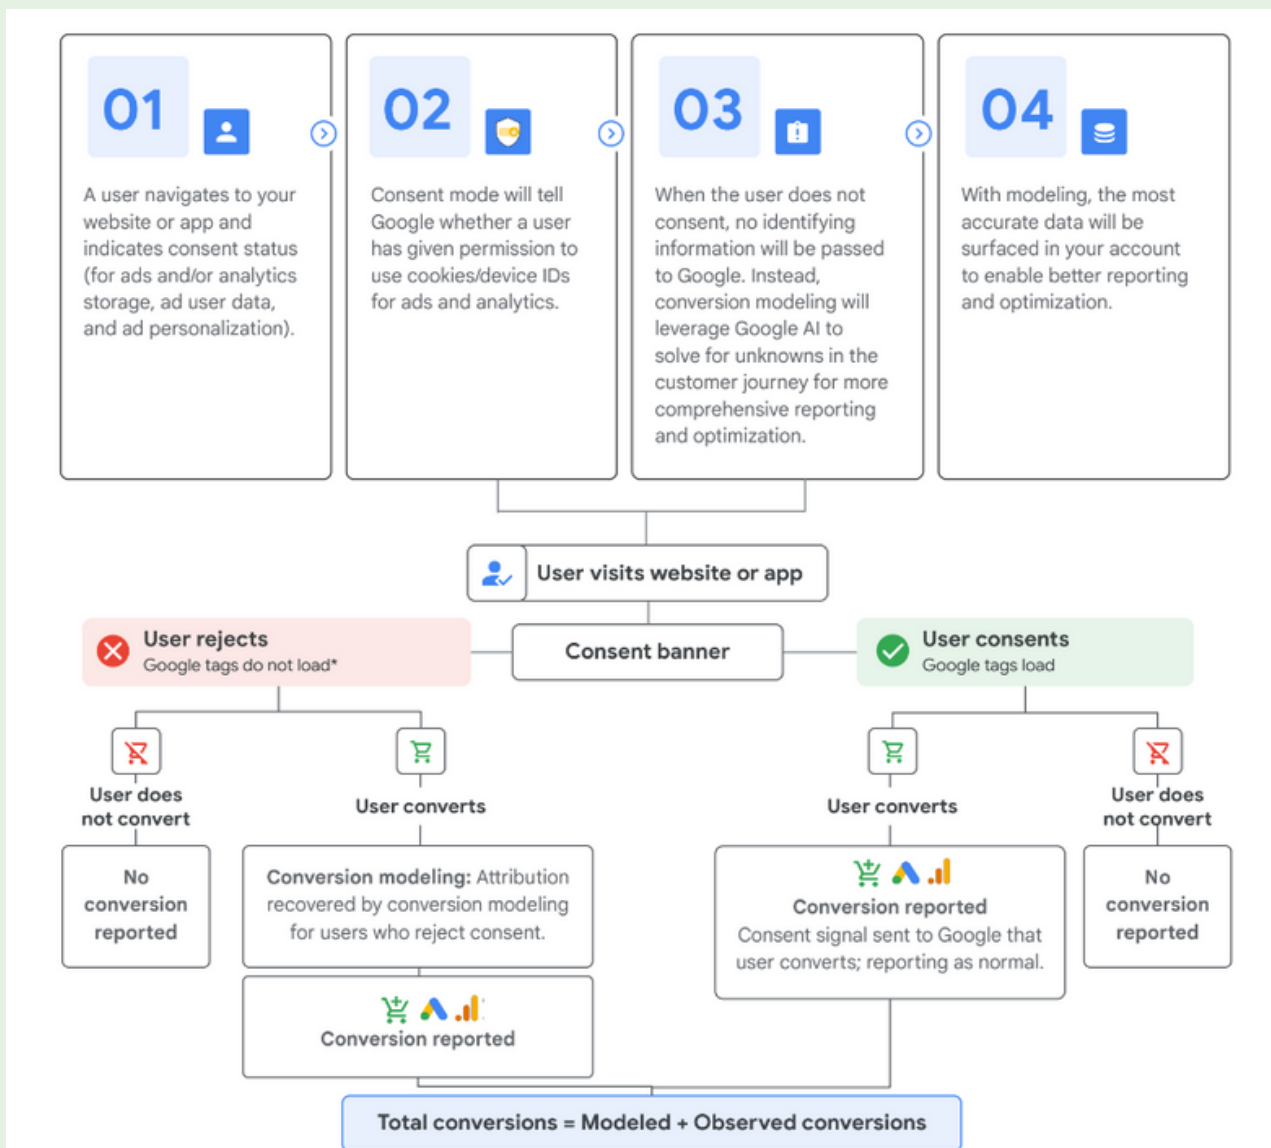 01
A user navigates to your
website or app and
indicates consent status
(for ads and/or analytics
storage, ad user data,
and ad personalization).
02
Consent mode will tell
Google whether a user
has given permission to
use cookies/device IDs
for ads and analytics.
03
When the user does not
consent, no identifying
information will be passed
to Google. Instead,
conversion modeling will
leverage Google AI to
solve for unknowns in the
customer journey for more
comprehensive reporting
and optimization.
04
With modeling, the most
accurate data will be
surfaced in your account
to enable better reporting
and optimization.
User visits website or app
Consent banner
User rejects
Google tags do not load*
User consents
Google tags load
User does
not convert
No
conversion
reported
User converts
Conversion modeling: Attribution
recovered by conversion modeling
for users who reject consent.
Conversion reported
User converts
Conversion reported
Consent signal sent to Google that
user converts; reporting as normal.
User does
not convert
No
conversion
reported
Total conversions = Modeled + Observed conversions